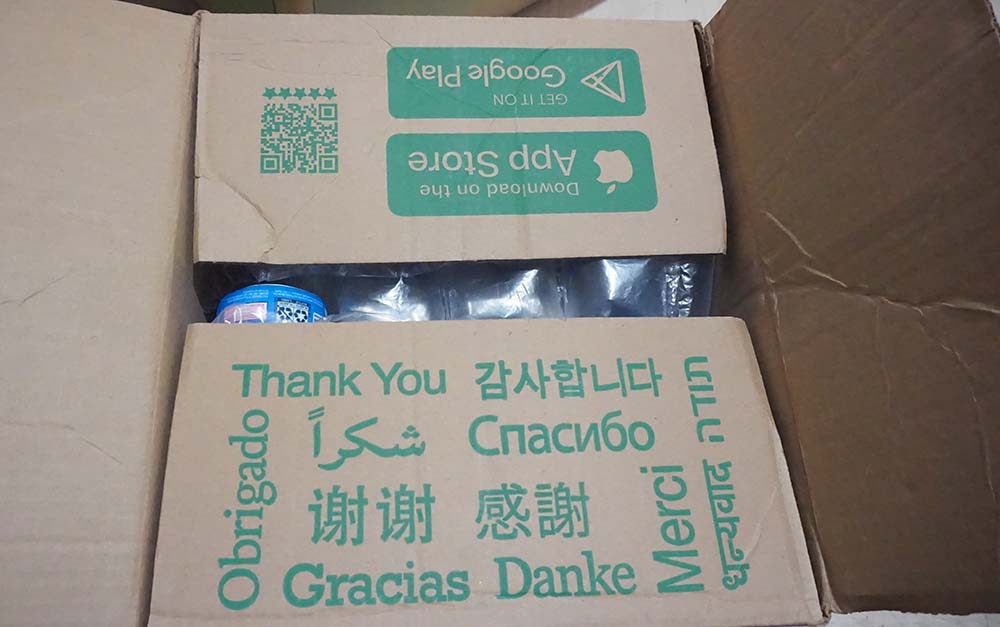 GET IT ON
Google Play
Download on the
App Store
Thank You
감사합니다
תודה
Obrigado
شكراً
Спасибо
谢谢
感謝
Merci
धन्यवाद
Gracias
Danke